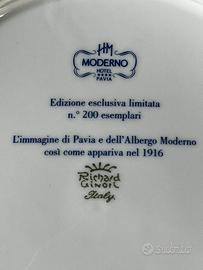 HM
MODERNO
HOTEL
★★★★
PAVIA
Edizione esclusiva limitata
n.° 200 esemplari
L'immagine di Pavia e dell'Albergo Moderno
così come appariva nel 1916
Richard
Ginori
Italy.
subito